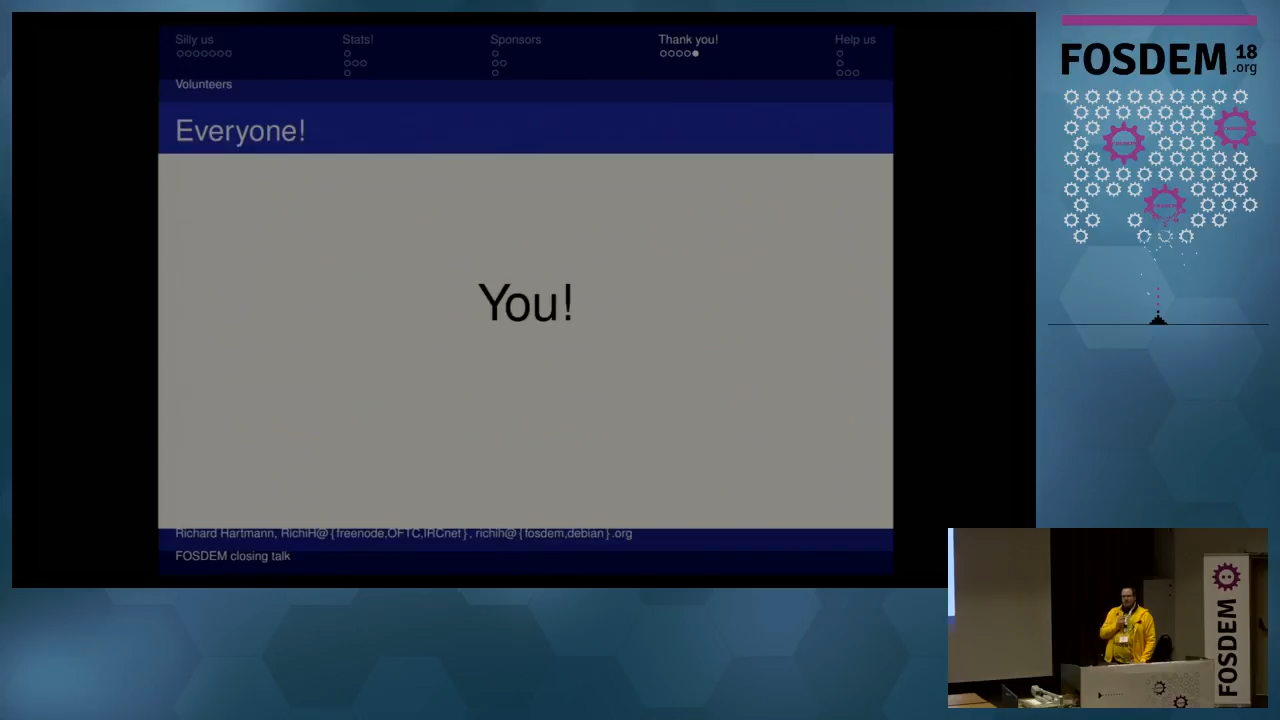 Silly us
Stats!
Sponsors
Thank you!
Help us
Volunteers
Everyone!
You!
Richard Hartmann, RichiH@{freenode,OFTC,IRCnet}, richih@{fosdem,debian}.org
FOSDEM closing talk
FOSDEM 18
.org
FOSDEM